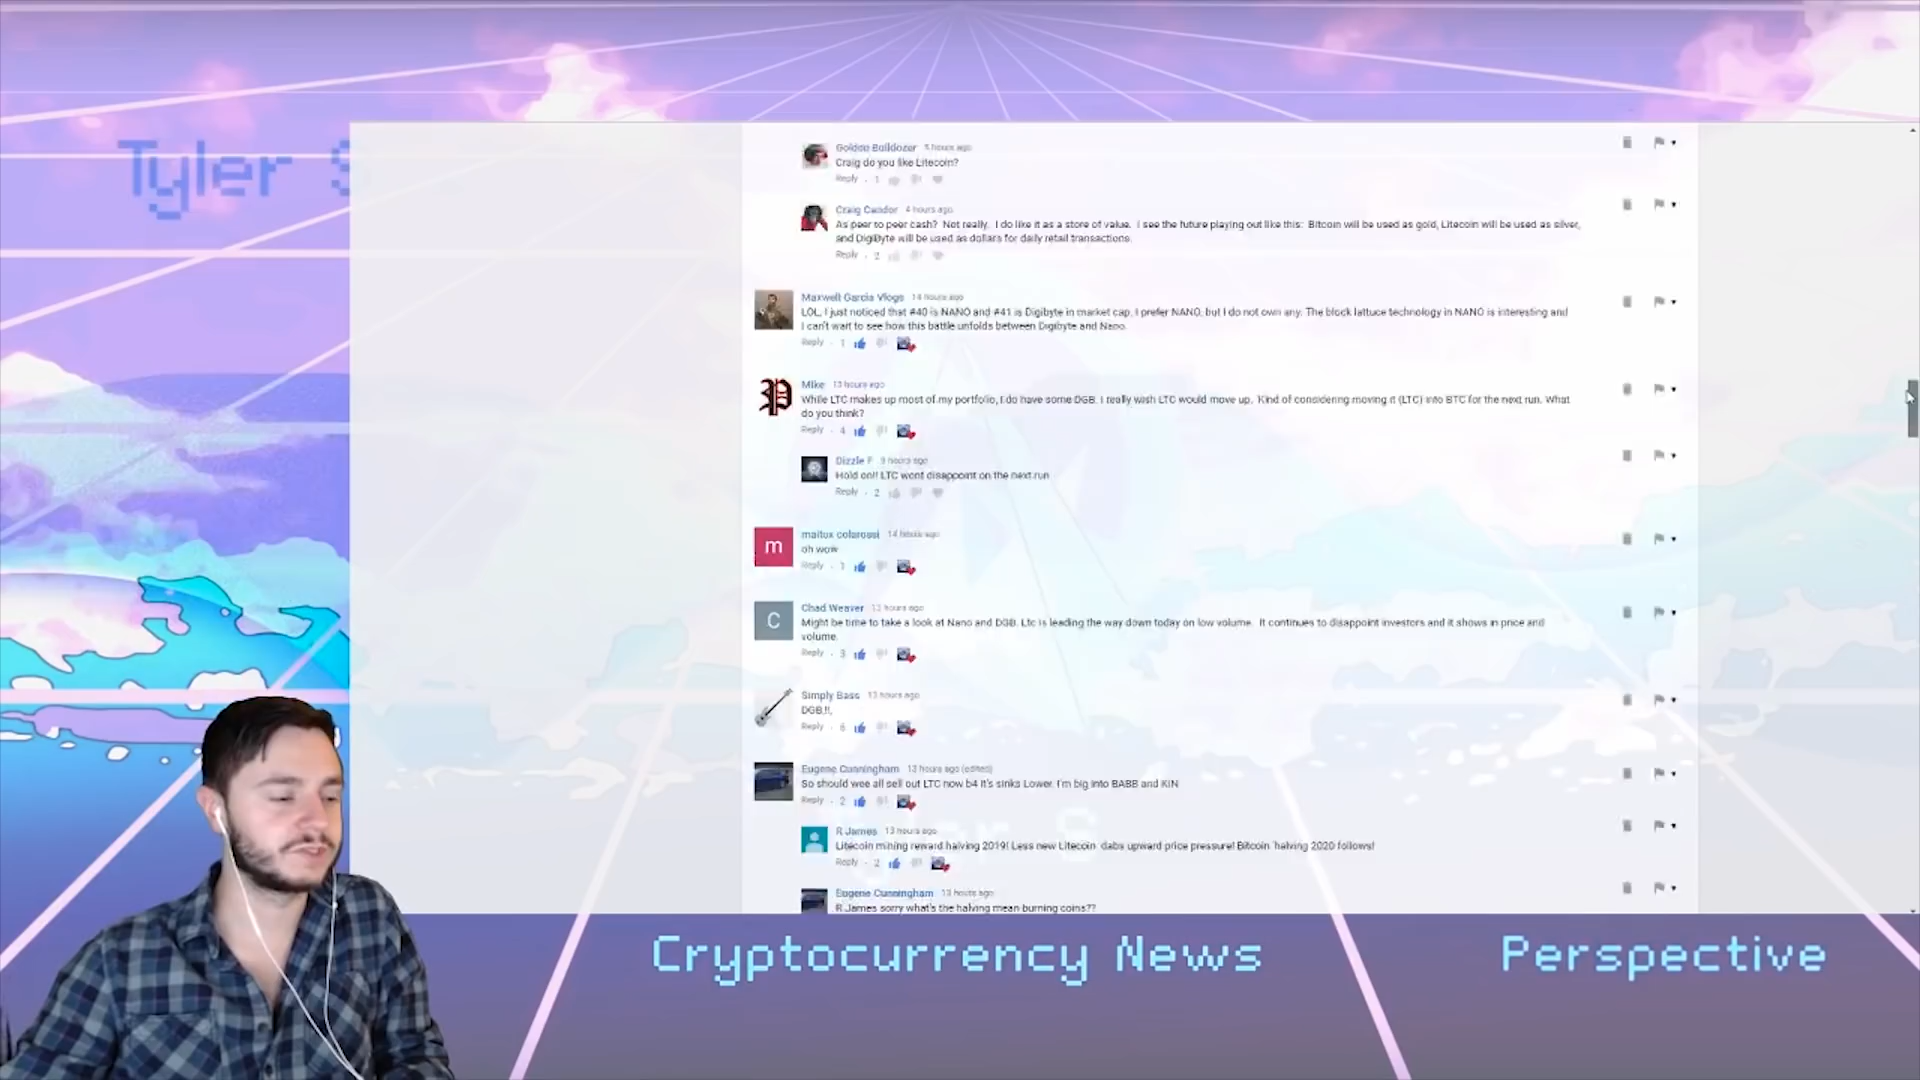 Tyler S
Golden Bulldozer 5 hours ago
Craig do you like Litecoin?
Reply · 1
Craig Candor 4 hours ago
As peer to peer cash? Not really. I do like it as a store of value. I see the future playing out like this: Bitcoin will be used as gold, Litecoin will be used as silver,
and DigiByte will be used as dollars for daily retail transactions.
Reply · 2
Maxwell Garcia Vlogs 14 hours ago
LOL, I just noticed that #40 is NANO and #41 is Digibyte in market cap, I prefer NANO, but I do not own any. The block lattuce technology in NANO is interesting and
I can't wait to see how this battle unfolds between Digibyte and Nano.
Reply · 1
P
Mike 13 hours ago
While LTC makes up most of my portfolio, I do have some DGB. I really wish LTC would move up. Kind of considering moving it (LTC) into BTC for the next run. What
do you think?
Reply · 4
Dizzle F 9 hours ago
Hold on!! LTC wont disappoint on the next run
Reply · 2
m
maitux colarossi 14 hours ago
oh wow
Reply · 1
C
Chad Weaver 13 hours ago
Might be time to take a look at Nano and DGB. Ltc is leading the way down today on low volume. It continues to disappoint investors and it shows in price and
volume.
Reply · 3
Simply Bass 13 hours ago
DGB,!!,
Reply · 6
Eugene Cunningham 13 hours ago (edited)
So should wee all sell out LTC now b4 it's sinks Lower. I'm big into BABB and KIN
Reply · 2
R James 13 hours ago
Litecoin mining reward halving 2019! Less new Litecoin dabs upward price pressure! Bitcoin halving 2020 follows!
Reply · 2
Eugene Cunningham 13 hours ago
R James sorry what's the halving mean burning coins??
Cryptocurrency News
Perspective